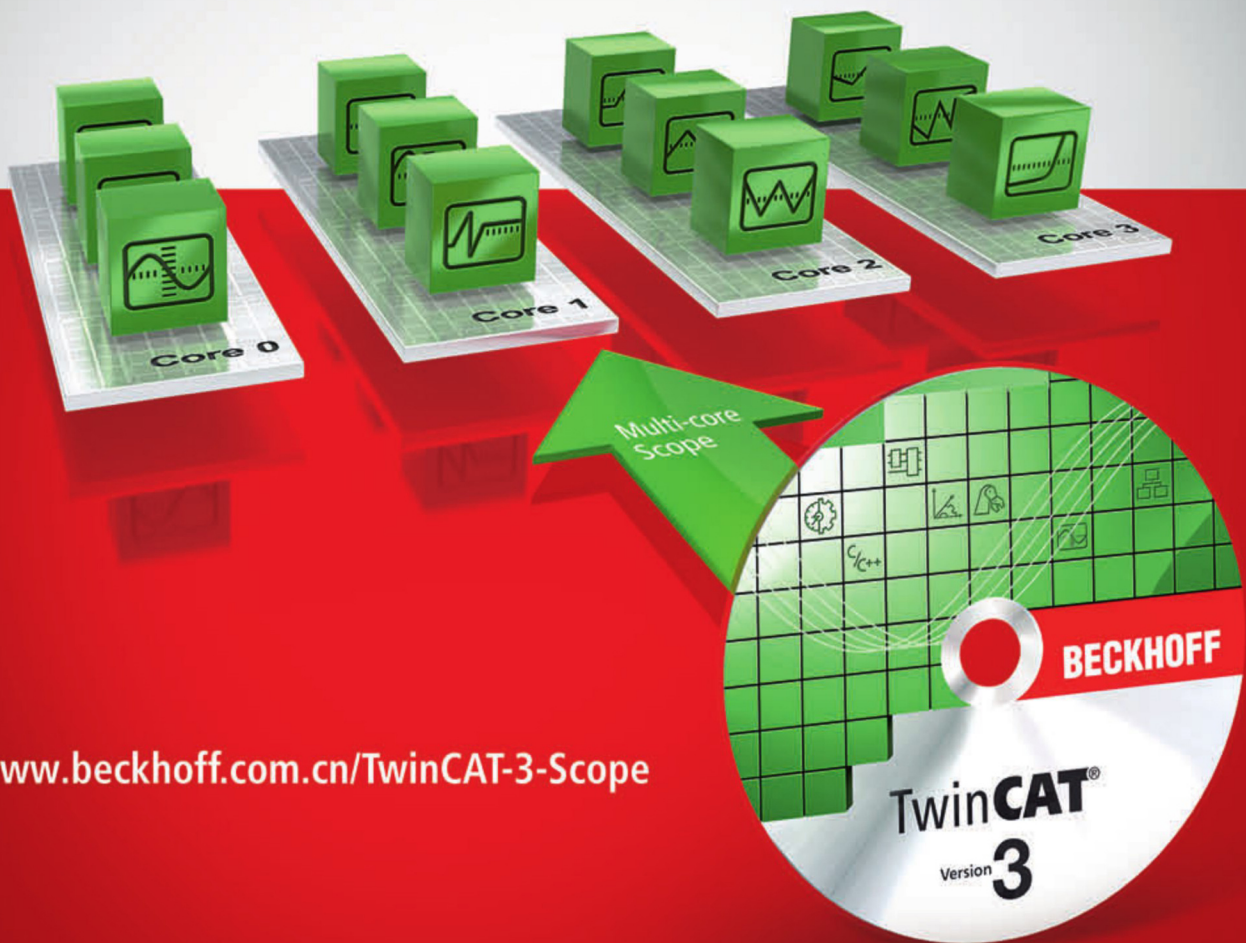 Core 0
Core 1
Core 2
Core 3
Multi-core
Scope
C/C++
BECKHOFF
ww.beckhoff.com.cn/TwinCAT-3-Scope
TwinCAT®
Version 3